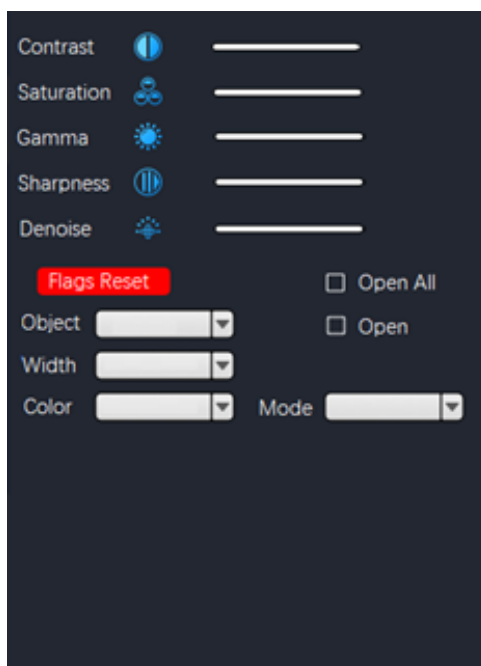 Contrast
Saturation
Gamma
Sharpness
Denoise
Flags Reset Open All
Object Open
Width
Color Mode